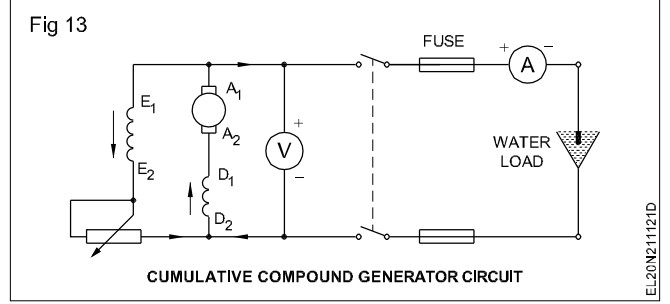 Fig 13
FUSE
+ −
A
A1
E1
A2
+
V
−
WATER
LOAD
E2
D1
D2
CUMULATIVE COMPOUND GENERATOR CIRCUIT
EL20N211121D